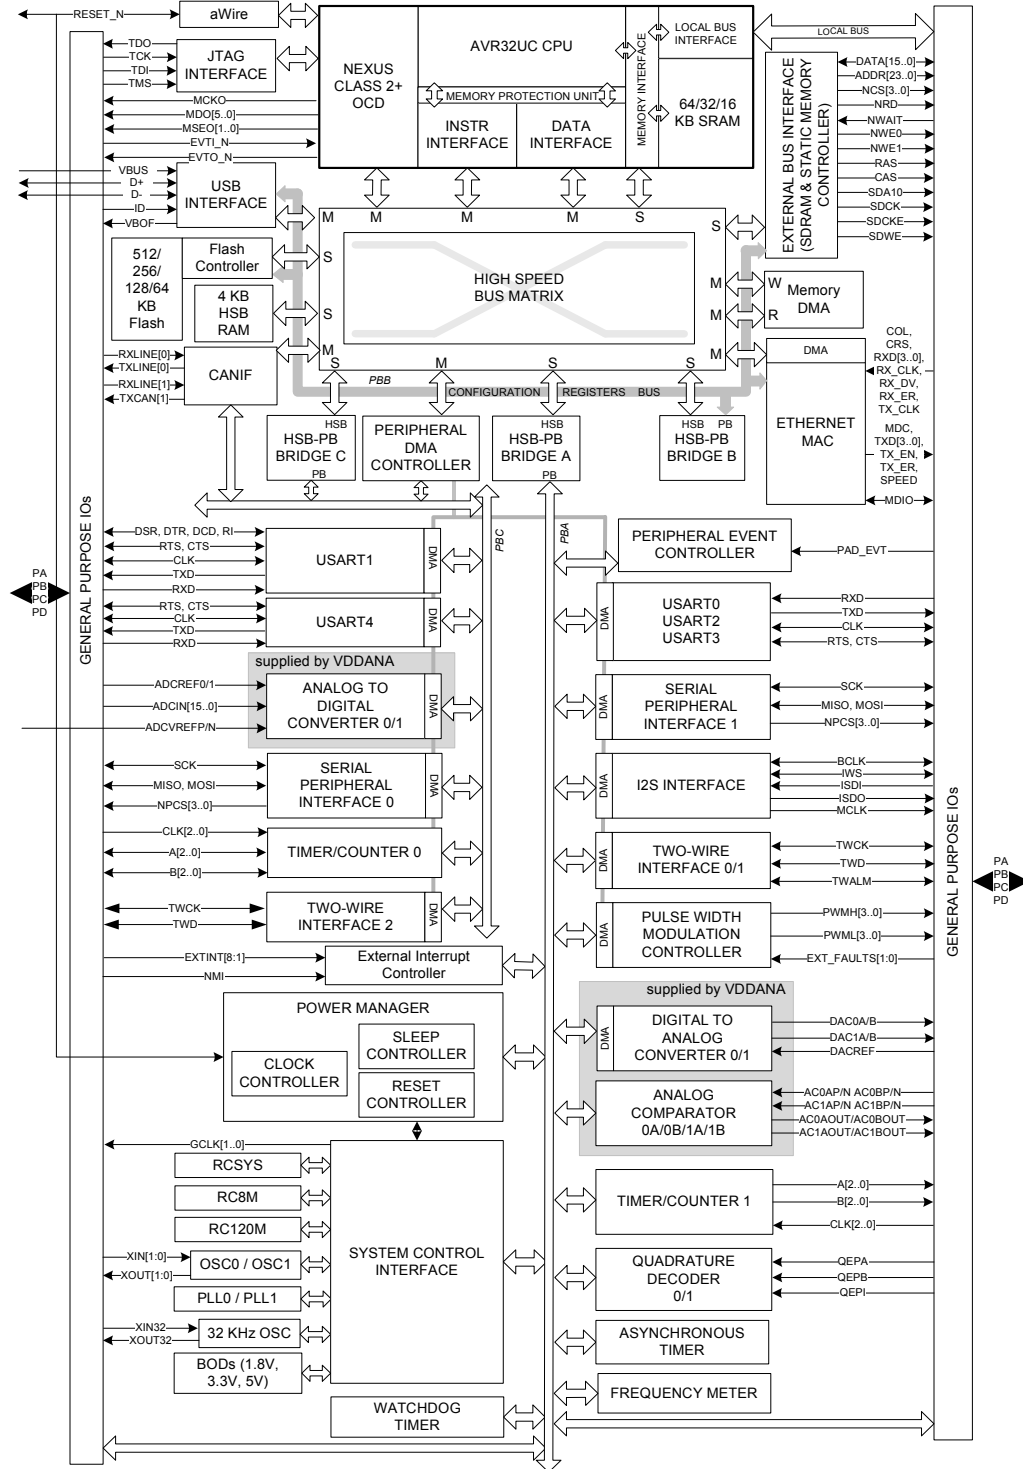 RESET_N
aWire
TDO
TCK
TDI
TMS
JTAG
INTERFACE
MCKO
MDO[5..0]
MSEO[1..0]
EVTI_N
EVTO_N
NEXUS
CLASS 2+
OCD
AVR32UC CPU
MEMORY PROTECTION UNIT
INSTR
INTERFACE
DATA
INTERFACE
MEMORY INTERFACE
LOCAL BUS
INTERFACE
64/32/16
KB SRAM
LOCAL BUS
EXTERNAL BUS INTERFACE
(SDRAM & STATIC MEMORY
CONTROLLER)
DATA[15..0]
ADDR[23..0]
NCS[3..0]
NRD
NWAIT
NWE0
NWE1
RAS
CAS
SDA10
SDCK
SDCKE
SDWE
VBUS
D+
D-
ID
VBOF
USB
INTERFACE
M
M
M
M
S
S
512/
256/
128/64
KB
Flash
Flash
Controller
S
4 KB
HSB
RAM
S
HIGH SPEED
BUS MATRIX
M
M
W
R
Memory
DMA
RXLINE[0]
TXLINE[0]
RXLINE[1]
TXCAN[1]
CANIF
M
S
M
S
S
M
DMA
ETHERNET
MAC
COL,
CRS,
RXD[3..0],
RX_CLK,
RX_DV,
RX_ER,
TX_CLK
MDC,
TXD[3..0],
TX_EN,
TX_ER,
SPEED
MDIO
PBB
CONFIGURATION REGISTERS BUS
HSB
HSB-PB
BRIDGE C
PB
PERIPHERAL
DMA
CONTROLLER
HSB
HSB-PB
BRIDGE A
PB
HSB PB
HSB-PB
BRIDGE B
GENERAL PURPOSE IOs
PA
PB
PC
PD
PBC
PBA
DSR, DTR, DCD, RI
RTS, CTS
CLK
TXD
RXD
USART1
DMA
RTS, CTS
CLK
TXD
RXD
USART4
DMA
supplied by VDDANA
ADCREF0/1
ADCIN[15..0]
ADCVREFP/N
ANALOG TO
DIGITAL
CONVERTER 0/1
DMA
SCK
MISO, MOSI
NPCS[3..0]
SERIAL
PERIPHERAL
INTERFACE 0
DMA
CLK[2..0]
A[2..0]
B[2..0]
TIMER/COUNTER 0
TWCK
TWD
TWO-WIRE
INTERFACE 2
DMA
EXTINT[8:1]
NMI
External Interrupt
Controller
POWER MANAGER
CLOCK
CONTROLLER
SLEEP
CONTROLLER
RESET
CONTROLLER
GCLK[1..0]
RCSYS
RC8M
RC120M
XIN[1:0]
XOUT[1:0]
OSC0 / OSC1
PLL0 / PLL1
XIN32
XOUT32
32 KHz OSC
BODs (1.8V,
3.3V, 5V)
SYSTEM CONTROL
INTERFACE
WATCHDOG
TIMER
PERIPHERAL EVENT
CONTROLLER
PAD_EVT
DMA
USART0
USART2
USART3
RXD
TXD
CLK
RTS, CTS
DMA
SERIAL
PERIPHERAL
INTERFACE 1
SCK
MISO, MOSI
NPCS[3..0]
DMA
I2S INTERFACE
BCLK
IWS
ISDI
ISDO
MCLK
DMA
TWO-WIRE
INTERFACE 0/1
TWCK
TWD
TWALM
DMA
PULSE WIDTH
MODULATION
CONTROLLER
PWMH[3..0]
PWML[3..0]
EXT_FAULTS[1:0]
supplied by VDDANA
DMA
DIGITAL TO
ANALOG
CONVERTER 0/1
DAC0A/B
DAC1A/B
DACREF
ANALOG
COMPARATOR
0A/0B/1A/1B
AC0AP/N AC0BP/N
AC1AP/N AC1BP/N
AC0AOUT/AC0BOUT
AC1AOUT/AC1BOUT
TIMER/COUNTER 1
A[2..0]
B[2..0]
CLK[2..0]
QUADRATURE
DECODER
0/1
QEPA
QEPB
QEPI
ASYNCHRONOUS
TIMER
FREQUENCY METER
GENERAL PURPOSE IOs
PA
PB
PC
PD